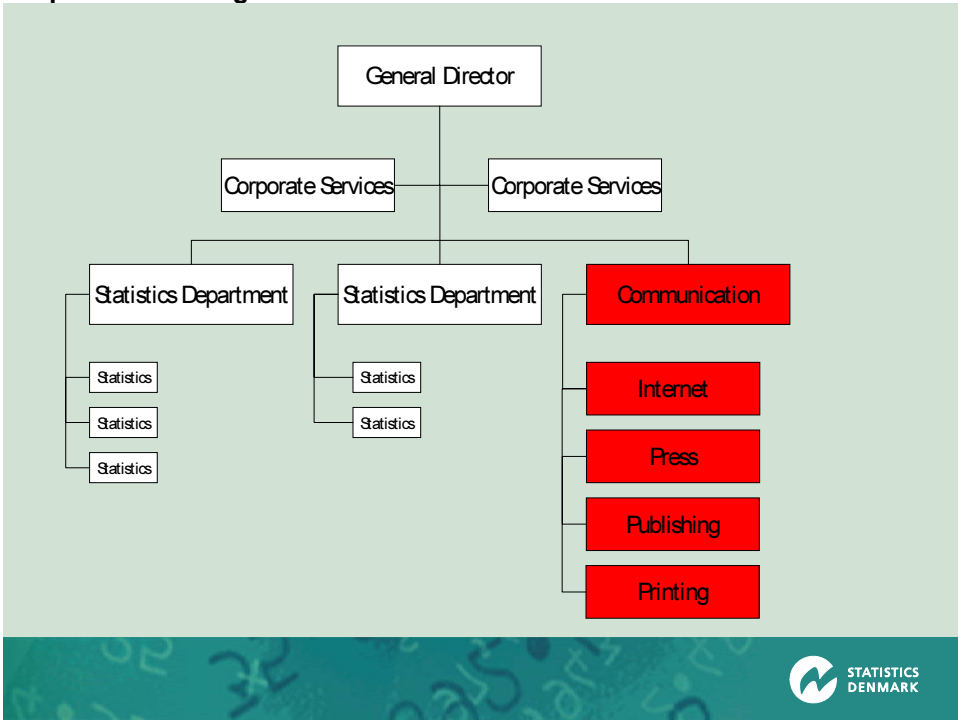 General Director
Corporate Services
Corporate Services
Statistics Department
Statistics Department
Communication
Statistics
Statistics
Statistics
Statistics
Statistics
Internet
Press
Publishing
Printing
STATISTICS
DENMARK